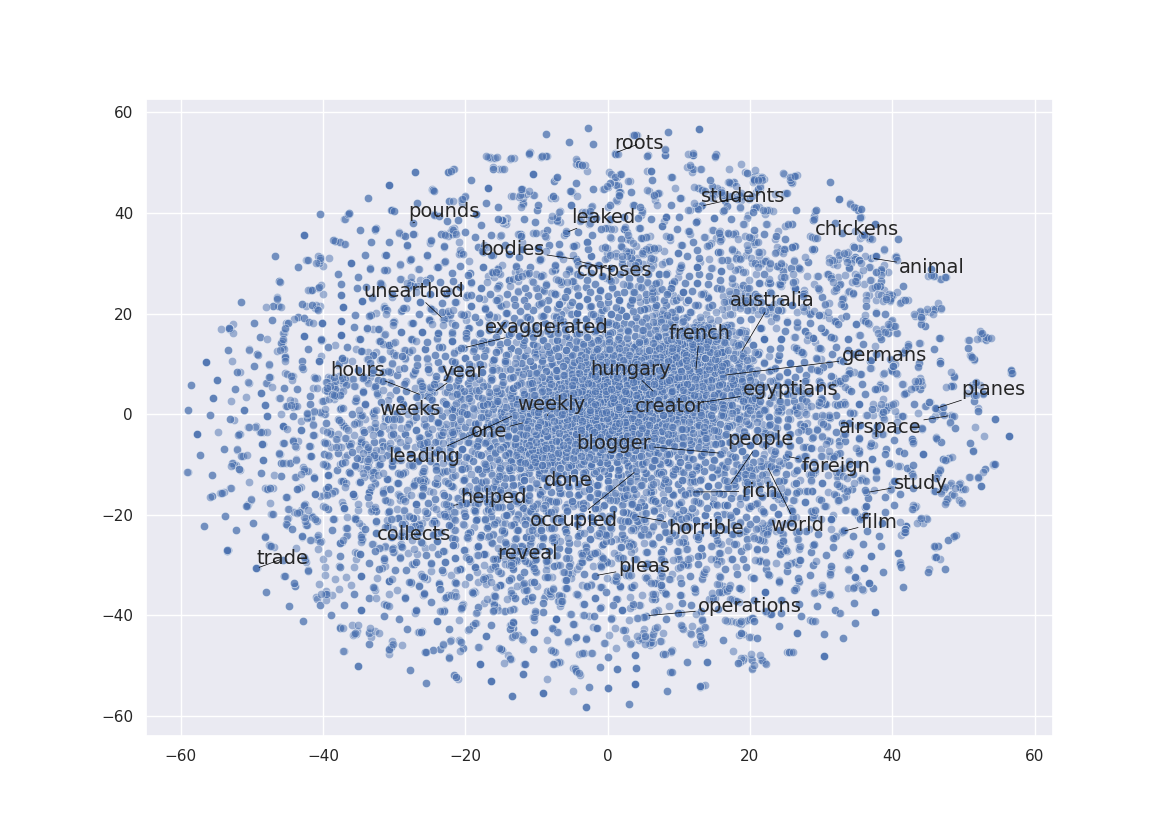 60
roots
students
40
pounds
leaked
chickens
bodies
corpses
animal
unearthed
australia
20
exaggerated
french
germans
hours
year
hungary
planes
egyptians
weeks
weekly
creator
0
airspace
one
people
blogger
leading
foreign
done
study
rich
helped
−20
occupied
horrible
world
film
collects
reveal
trade
pleas
operations
−40
−60
−60 −40 −20 0 20 40 60